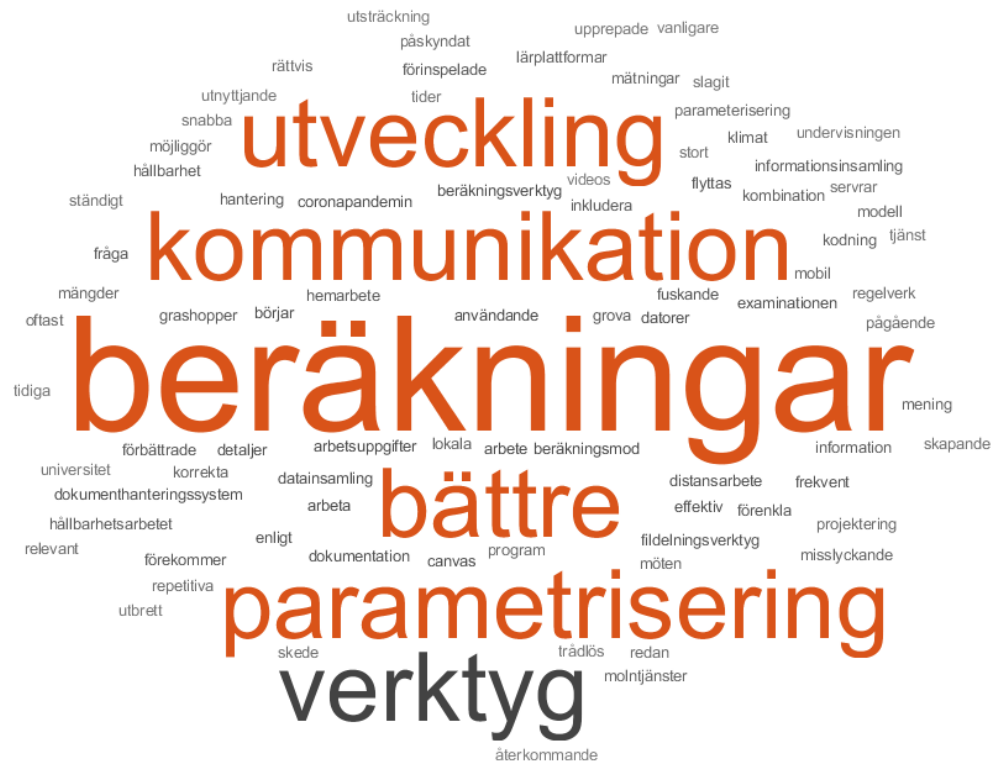 utsträckning
upprepade vanligare
påskyndat
lärplattformar
rättvis förinspelade
mätningar slagit
utnyttjande tider
parameterisering
snabba utveckling
klimat undervisningen
möjliggör stort
hållbarhet informationsinsamling
videos
beräkningsverktyg flyttas kombination servrar
ständigt hantering coronapandemin inkludera
modell
kommunikation kodning tjänst
fråga
mobil
mängder hemarbete fuskande examinationen regelverk
oftast grashopper börjar användande grova datorer pågående
beräkningar
tidiga
mening
förbättrade detaljer arbetsuppgifter lokala arbete beräkningsmod information skapande
universitet korrekta
datainsamling bättre distansarbete frekvent
dokumenthanteringssystem
arbeta effektiv förenkla
hållbarhetsarbetet projektering
enligt fildelningsverktyg
relevant förekommer dokumentation canvas program möten misslyckande
repetitiva parametrisering
utbrett
skede trådlös redan
verktyg molntjänster
återkommande